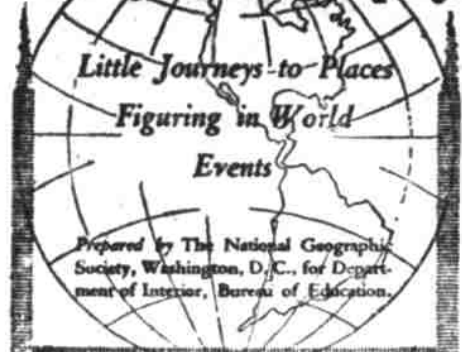 Little Journeys to Places
Figuring in World
Events
Prepared by The National Geographic
Society, Washington, D. C., for Depart-
ment of Interior, Bureau of Education.